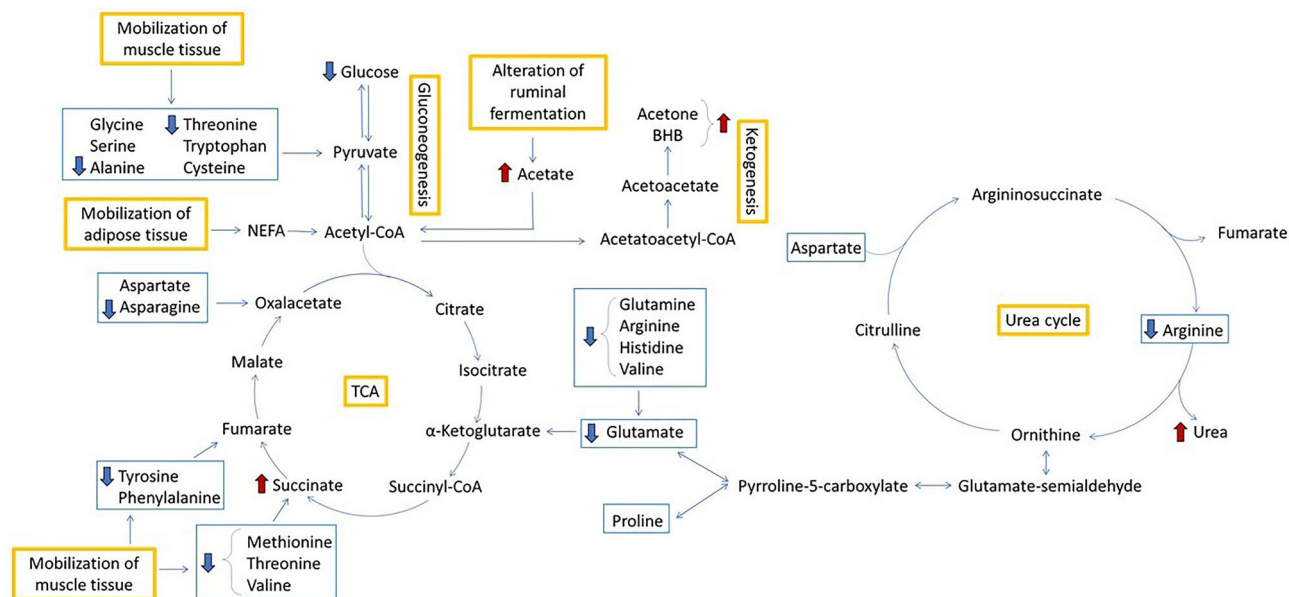 Mobilization of
muscle tissue
Glucose
Gluconeogenesis
Alteration of
ruminal
fermentation
Acetone
BHB
Ketogenesis
Glycine
Serine
Alanine
Threonine
Tryptophan
Cysteine
Pyruvate
Acetate
Acetoacetate
Mobilization of
adipose tissue
NEFA
Acetyl-CoA
Acetatoacetyl-CoA
Argininosuccinate
Aspartate
Fumarate
Aspartate
Asparagine
Oxalacetate
Citrate
Glutamine
Arginine
Histidine
Valine
Citrulline
Urea cycle
Arginine
Malate
Isocitrate
TCA
Fumarate
α-Ketoglutarate
Glutamate
Ornithine
Urea
Tyrosine
Phenylalanine
Succinate
Succinyl-CoA
Pyrroline-5-carboxylate
Glutamate-semialdehyde
Proline
Mobilization of
muscle tissue
Methionine
Threonine
Valine